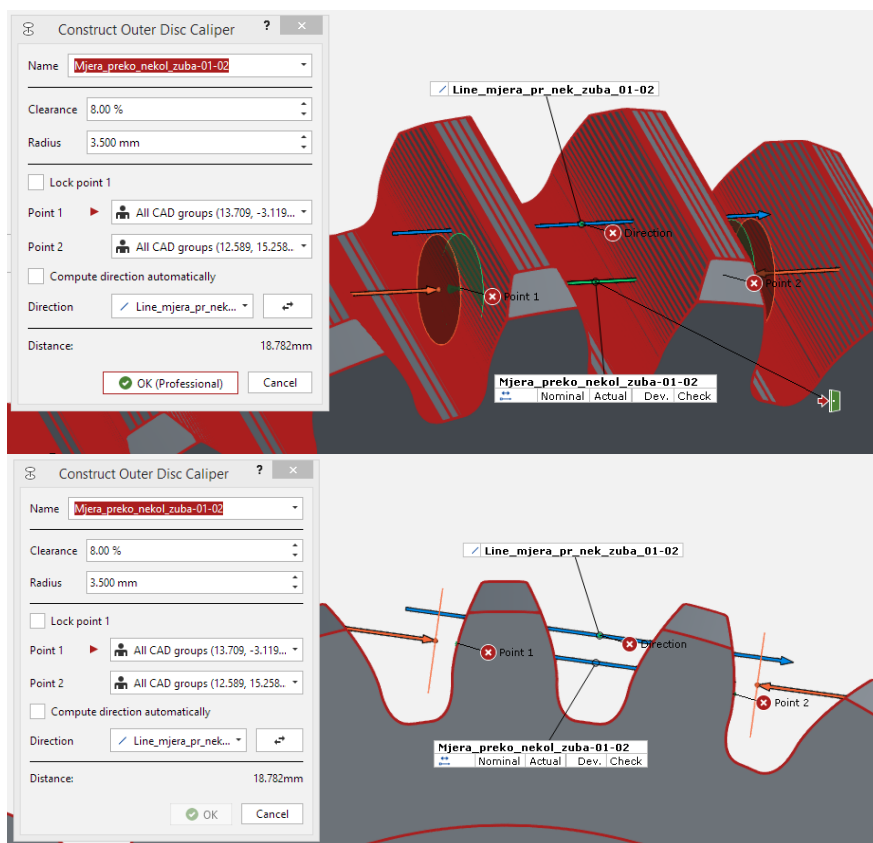 Construct Outer Disc Caliper ? ×
Name Mjera_preko_nekol_zuba-01-02
Clearance 8.00 %
Radius 3.500 mm
Lock point 1
Point 1 All CAD groups (13.709, -3.119...
Point 2 All CAD groups (12.589, 15.258..
Compute direction automatically
Direction Line_mjera_pr_nek...
Distance: 18.782mm
OK (Professional) Cancel
Line_mjera_pr_nek_zuba_01-02
Direction
Point 1
Point 2
Mjera_preko_nekol_zuba-01-02
Nominal Actual Dev. Check
Construct Outer Disc Caliper ? ×
Name Mjera_preko_nekol_zuba-01-02
Clearance 8.00 %
Radius 3.500 mm
Lock point 1
Point 1 All CAD groups (13.709, -3.119...
Point 2 All CAD groups (12.589, 15.258..
Compute direction automatically
Direction Line_mjera_pr_nek...
Distance: 18.782mm
OK Cancel
Line_mjera_pr_nek_zuba_01-02
Direction
Point 1
Point 2
Mjera_preko_nekol_zuba-01-02
Nominal Actual Dev. Check